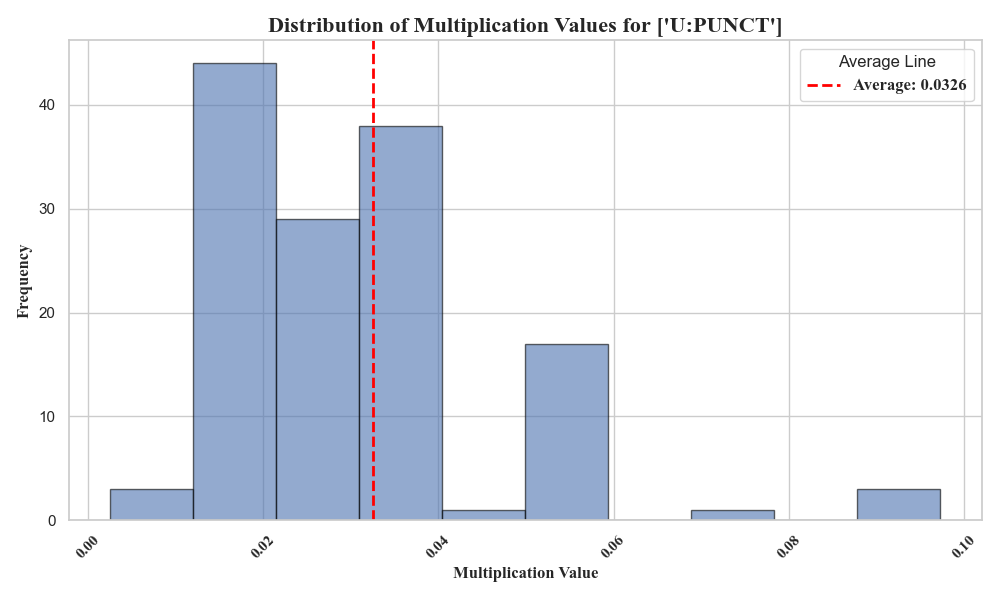 Distribution of Multiplication Values for ['U:PUNCT']
Average Line
Average: 0.0326
Frequency
40
30
20
10
0
0.00
0.02
0.04
0.06
0.08
0.10
Multiplication Value